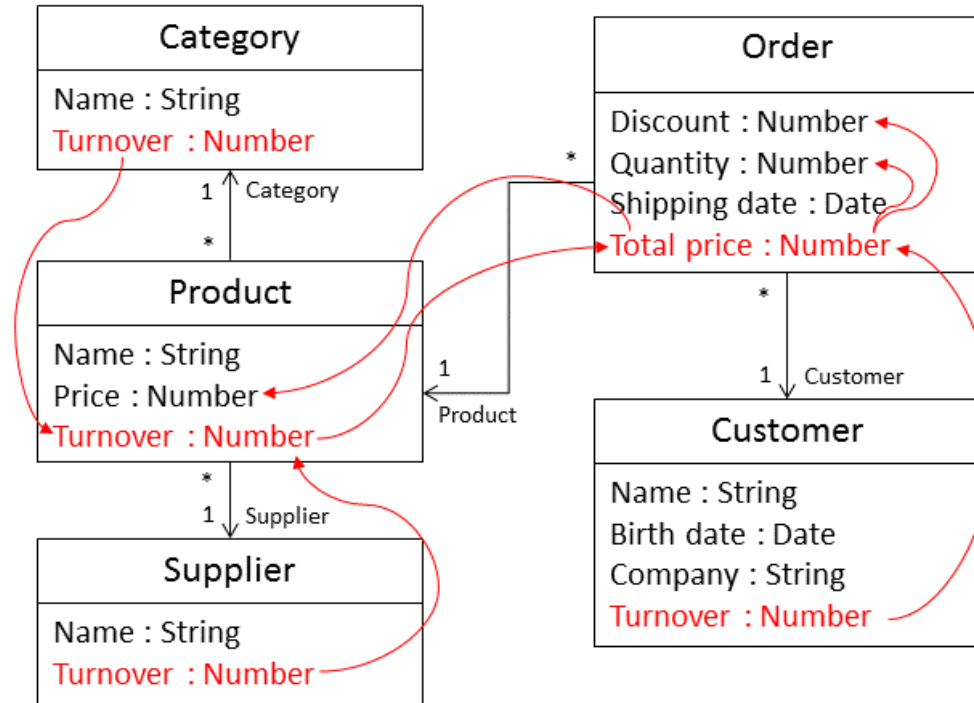 Category
Name : String
Turnover : Number
1
Category
*
Product
Name : String
Price : Number
Turnover : Number
*
1
Supplier
Supplier
Name : String
Turnover : Number
Order
Discount : Number
Quantity : Number
Shipping date : Date
Total price : Number
*
1
Product
*
1
Customer
Customer
Name : String
Birth date : Date
Company : String
Turnover : Number